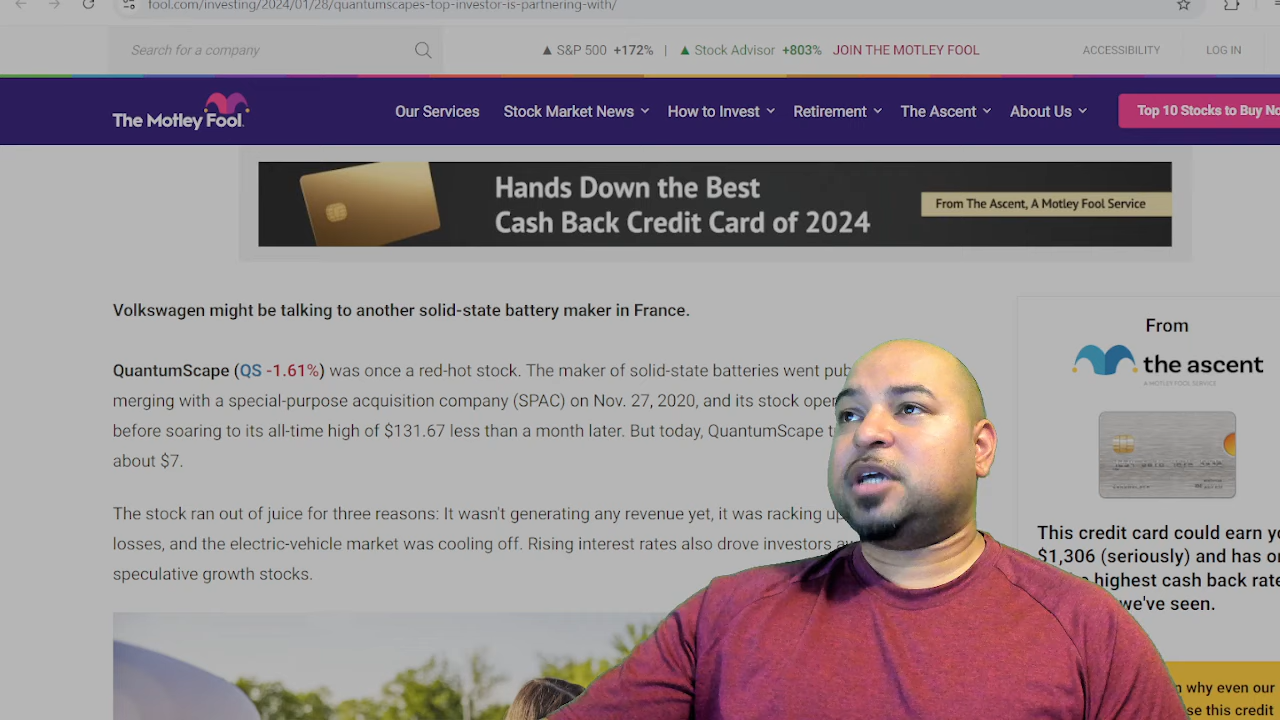 fool.com/investing/2024/01/28/quantumscapes-top-investor-is-partnering-with/
Search for a company
▲ S&P 500 +172% | ▲ Stock Advisor +803% JOIN THE MOTLEY FOOL
ACCESSIBILITY
LOG IN
The Motley Fool.
Our Services
Stock Market News
How to Invest
Retirement
The Ascent
About Us
Top 10 Stocks to Buy
Hands Down the Best
Cash Back Credit Card of 2024
From The Ascent, A Motley Fool Service
Volkswagen might be talking to another solid-state battery maker in France.
QuantumScape (QS -1.61%) was once a red-hot stock. The maker of solid-state batteries went
merging with a special-purpose acquisition company (SPAC) on Nov. 27, 2020, and its stock
before soaring to its all-time high of $131.67 less than a month later. But today, QuantumScape
about $7.
The stock ran out of juice for three reasons: It wasn't generating any revenue yet, it was racking
losses, and the electric-vehicle market was cooling off. Rising interest rates also drove investors
speculative growth stocks.
From
the ascent
A MOTLEY FOOL SERVICE
This credit card could earn
$1,306 (seriously) and has
highest cash back
we've seen.
why even our
this credit